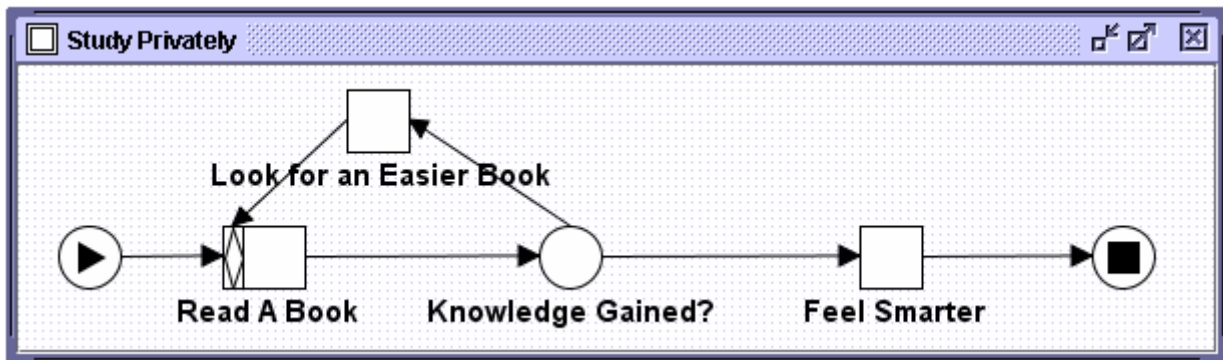 Study Privately
Look for an Easier Book
Read A Book
Knowledge Gained?
Feel Smarter